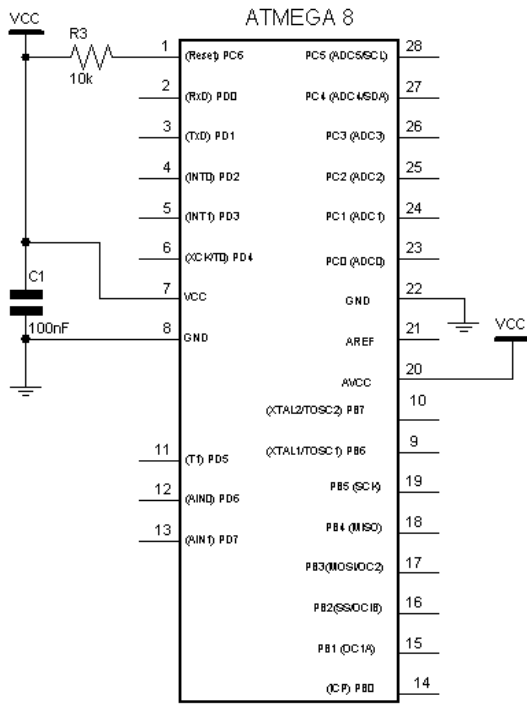 ATMEGA 8
VCC
R3
10k
1
(Reset) PC6
PC5 (ADC5/SCL)
28
2
(RxD) PD0
PC4 (ADC4/SDA)
27
3
(TxD) PD1
PC3 (ADC3)
26
4
(INT0) PD2
PC2 (ADC2)
25
5
(INT1) PD3
PC1 (ADC1)
24
6
(XCK/T0) PD4
PC0 (ADC0)
23
C1
100nF
7
VCC
GND
22
8
GND
AREF
21
VCC
AVCC
20
(XTAL2/TOSC2) PB7
10
(XTAL1/TOSC1) PB6
9
11
(T1) PD5
PB5 (SCK)
19
12
(AIN0) PD6
PB4 (MISO)
18
13
(AIN1) PD7
PB3(MOSI/OC2)
17
PB2(SS/OC1B)
16
PB1 (OC1A)
15
(ICP) PB0
14